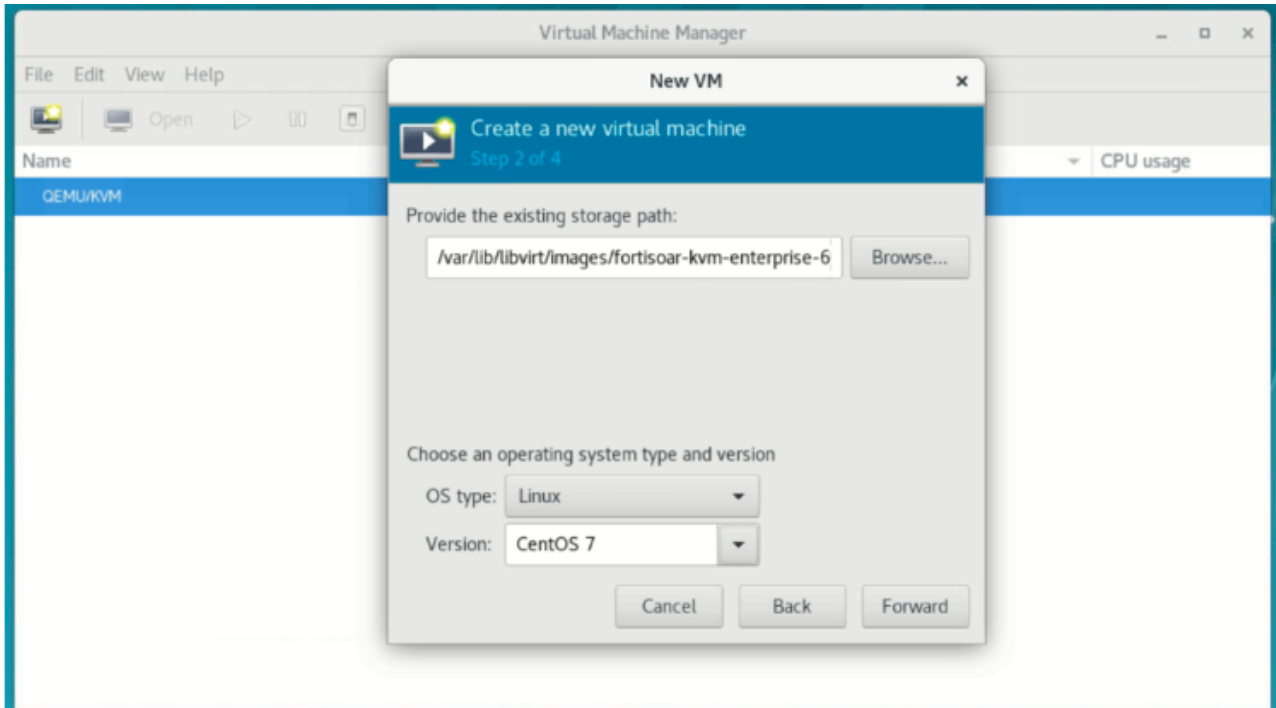 Virtual Machine Manager
File Edit View Help
New VM
Open
Create a new virtual machine
Step 2 of 4
Name
CPU usage
QEMU/KVM
Provide the existing storage path:
/var/lib/libvirt/images/fortisoar-kvm-enterprise-6
Browse...
Choose an operating system type and version
OS type: Linux
Version: CentOS 7
Cancel Back Forward